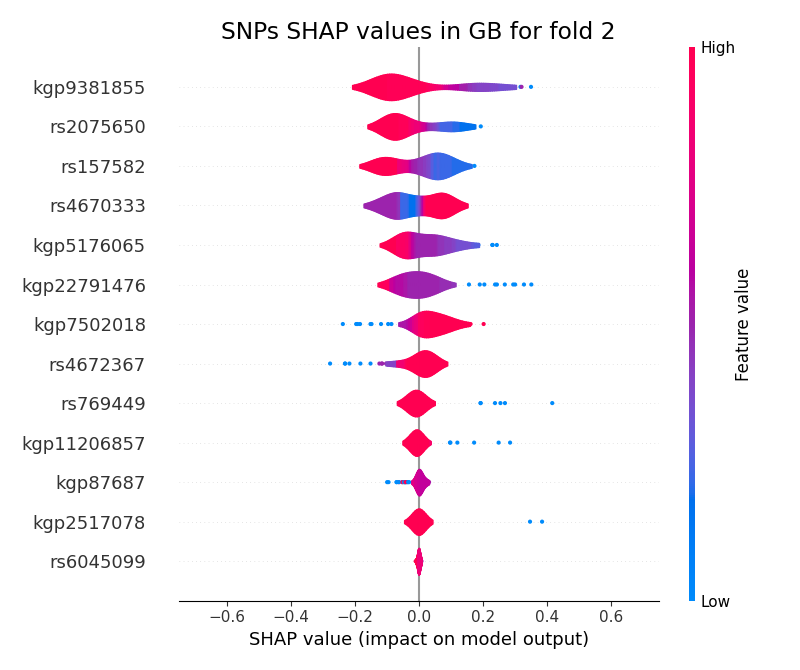 SNPs SHAP values in GB for fold 2
High
kgp9381855
rs2075650
rs157582
rs4670333
kgp5176065
kgp22791476
kgp7502018
rs4672367
rs769449
kgp11206857
kgp87687
kgp2517078
rs6045099
Feature value
Low
−0.6 −0.4 −0.2 0.0 0.2 0.4 0.6
SHAP value (impact on model output)